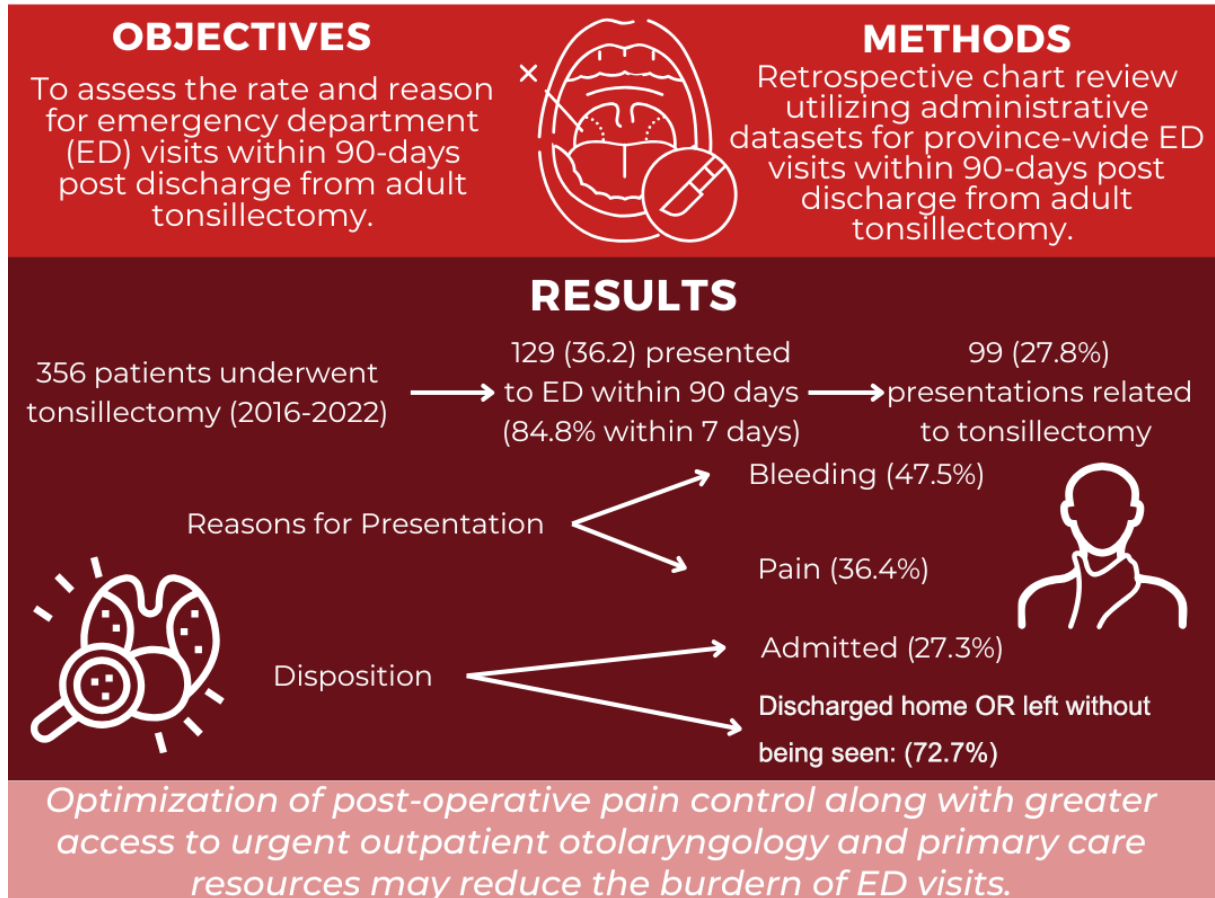 OBJECTIVES
To assess the rate and reason
for emergency department
(ED) visits within 90-days
post discharge from adult
tonsillectomy.
METHODS
Retrospective chart review
utilizing administrative
datasets for province-wide ED
visits within 90-days post
discharge from adult
tonsillectomy.
RESULTS
356 patients underwent
tonsillectomy (2016-2022)
129 (36.2) presented
to ED within 90 days
(84.8% within 7 days)
99 (27.8%)
presentations related
to tonsillectomy
Reasons for Presentation
Bleeding (47.5%)
Pain (36.4%)
Disposition
Admitted (27.3%)
Discharged home OR left without
being seen: (72.7%)
Optimization of post-operative pain control along with greater
access to urgent outpatient otolaryngology and primary care
resources may reduce the burdern of ED visits.